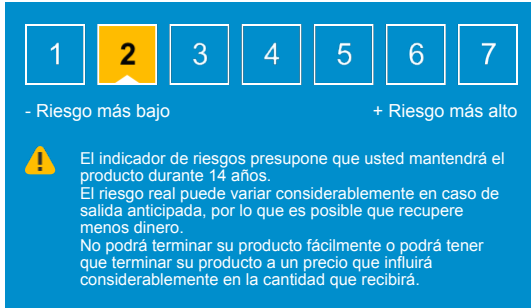 1 2 3 4 5 6 7
- Riesgo más bajo + Riesgo más alto
El indicador de riesgos presupone que usted mantendrá el
producto durante 14 años.
El riesgo real puede variar considerablemente en caso de
salida anticipada, por lo que es posible que recupere
menos dinero.
No podrá terminar su producto fácilmente o podrá tener
que terminar su producto a un precio que influirá
considerablemente en la cantidad que recibirá.